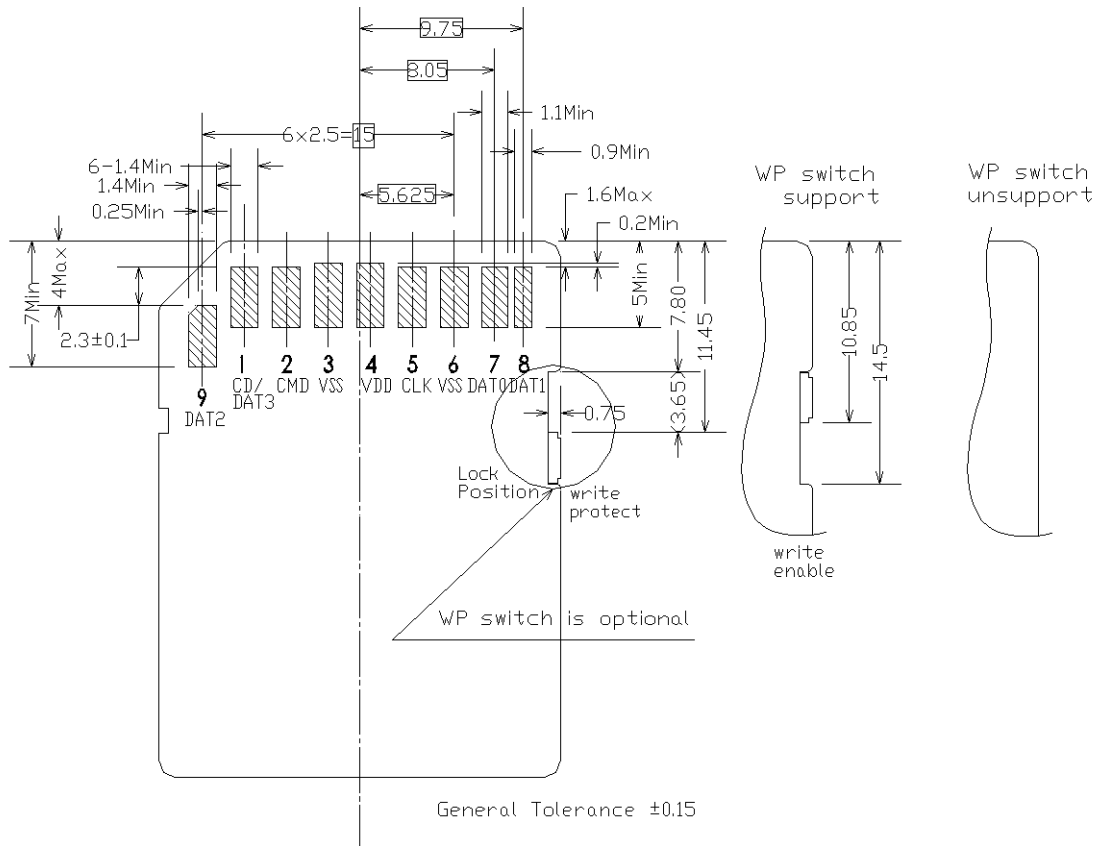 9.75
8.05
1.1Min
6×2.5=15
0.9Min
6-1.4Min
1.4Min
5.625
1.6Max
0.25Min
0.2Min
WP switch
support
WP switch
unsupport
7Min
4Max
2.3±0.1
5Min
7.80
11.45
(3.65)
10.85
14.5
0.75
1
2
3
4
5
6
7
8
CD/
DAT3
CMD
VSS
VDD
CLK
VSS
DAT0
DAT1
9
DAT2
Lock
Position
write
protect
write
enable
WP switch is optional
General Tolerance ±0.15